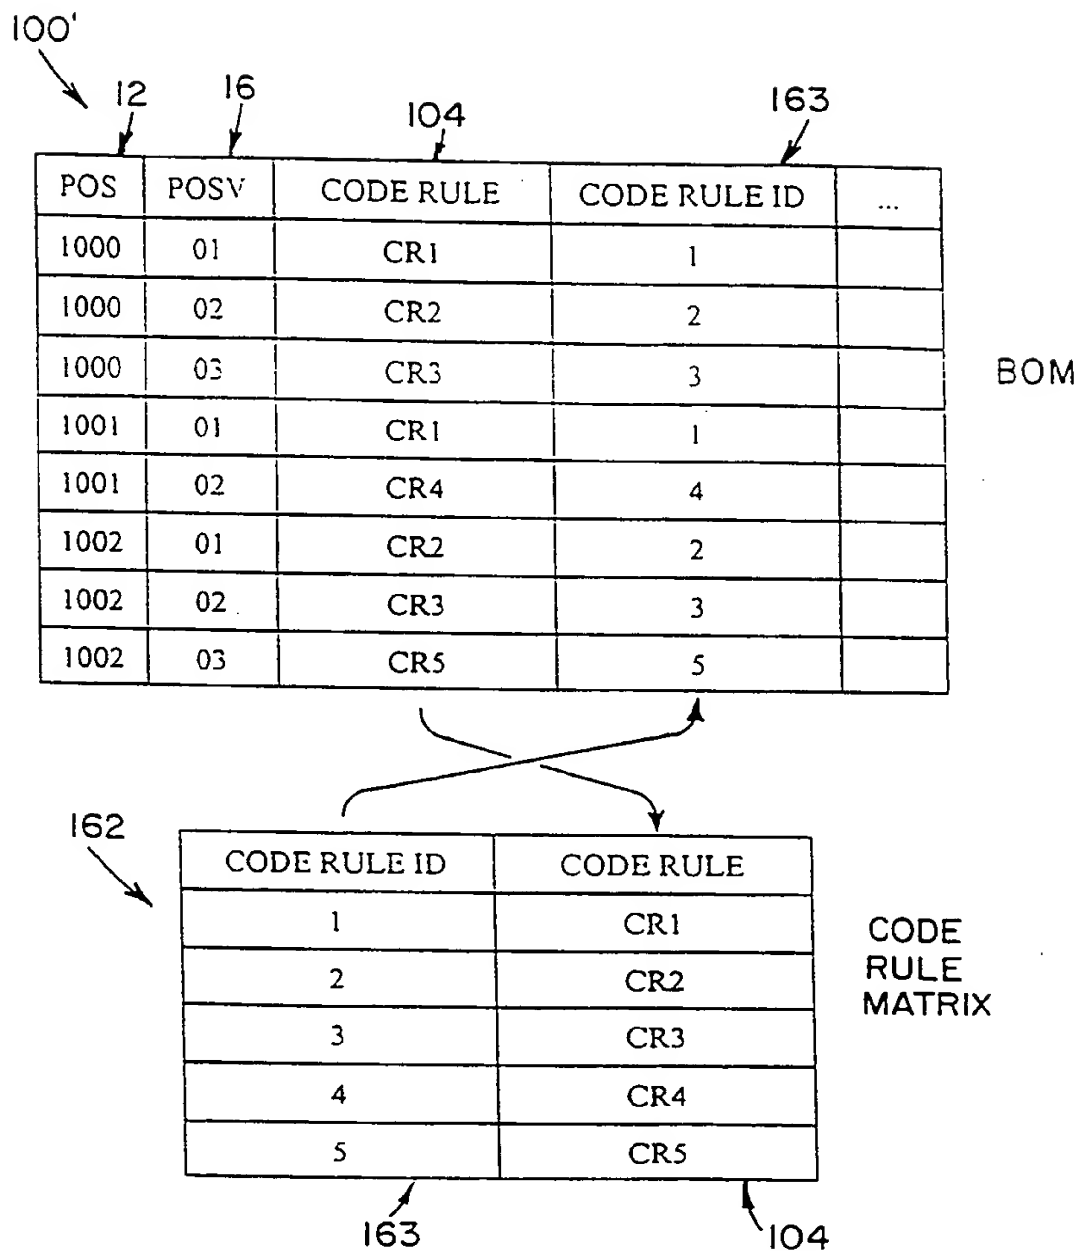 100'
12 16 104 163
POS POSV CODE RULE CODE RULE ID ...
1000 01 CR1 1
1000 02 CR2 2
1000 03 CR3 3
1001 01 CR1 1
1001 02 CR4 4
1002 01 CR2 2
1002 02 CR3 3
1002 03 CR5 5
BOM
162
CODE RULE ID CODE RULE
1 CR1
2 CR2
3 CR3
4 CR4
5 CR5
CODE
RULE
MATRIX
163 104